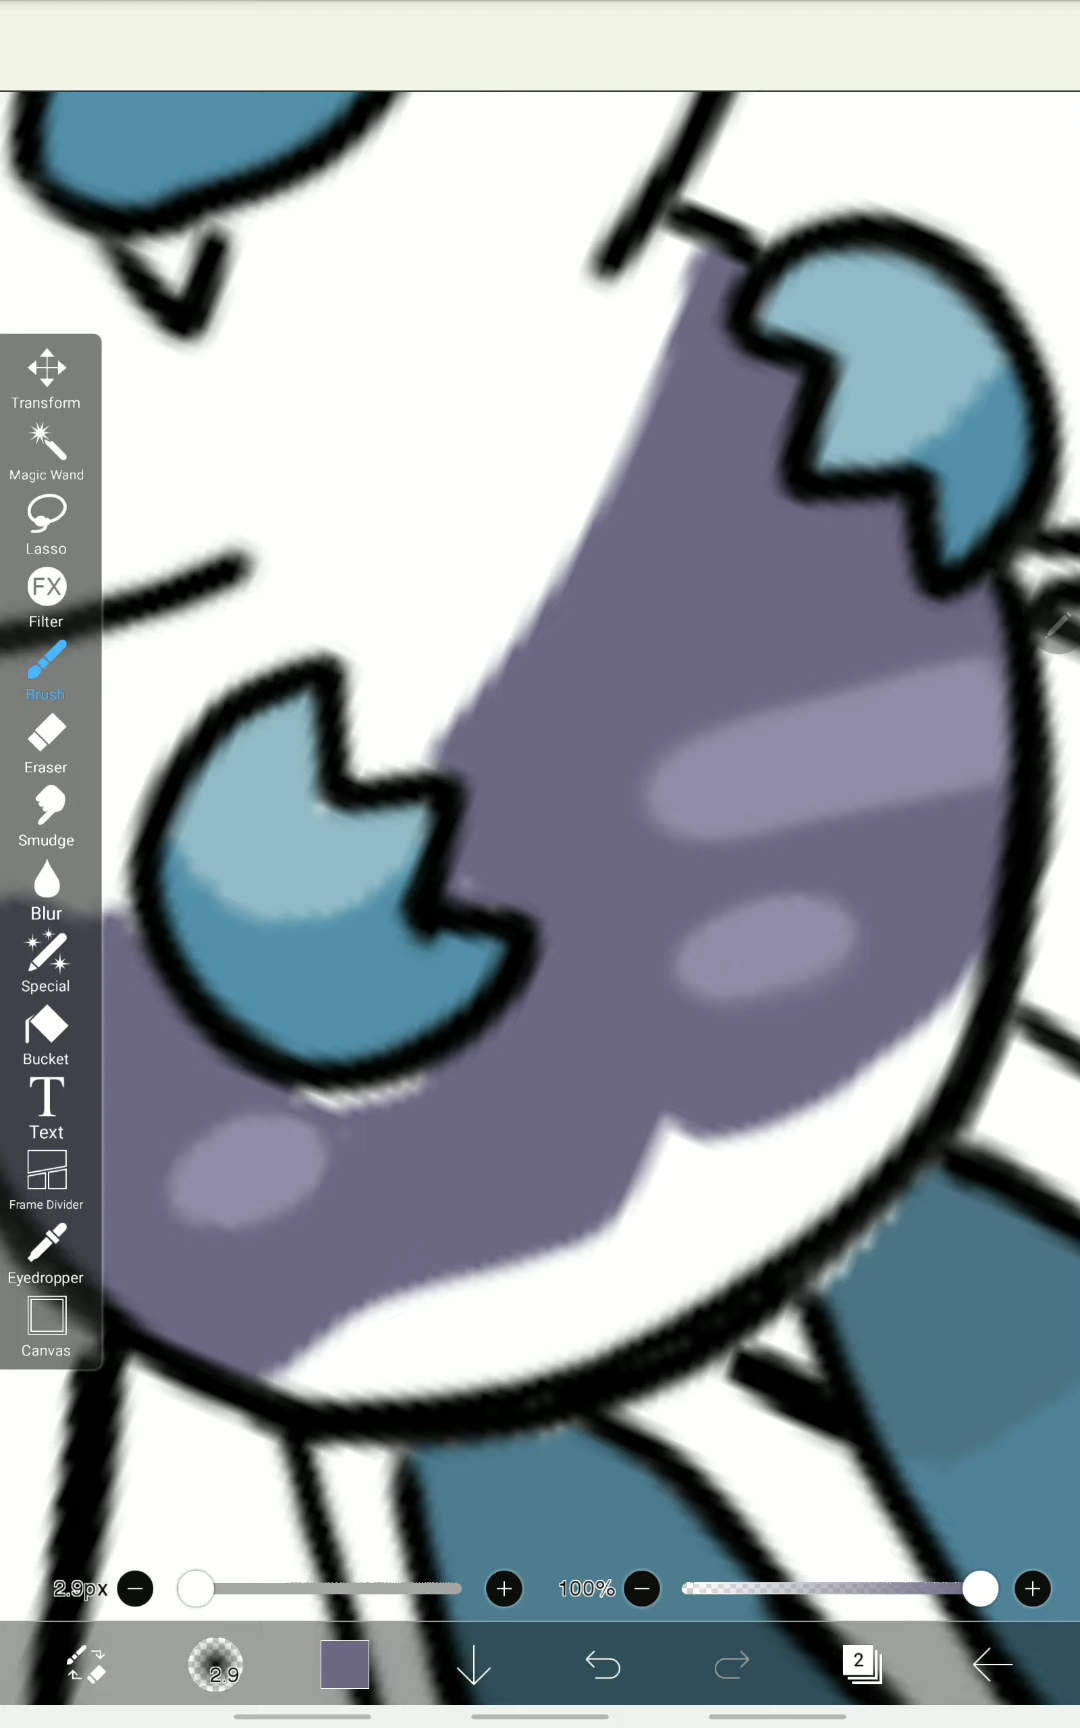 Transform
Magic Wand
Lasso
FX
Filter
Brush
Eraser
Smudge
Blur
Special
Bucket
T
Text
Frame Divider
Eyedropper
Canvas
2.9px
100%
2.9
2